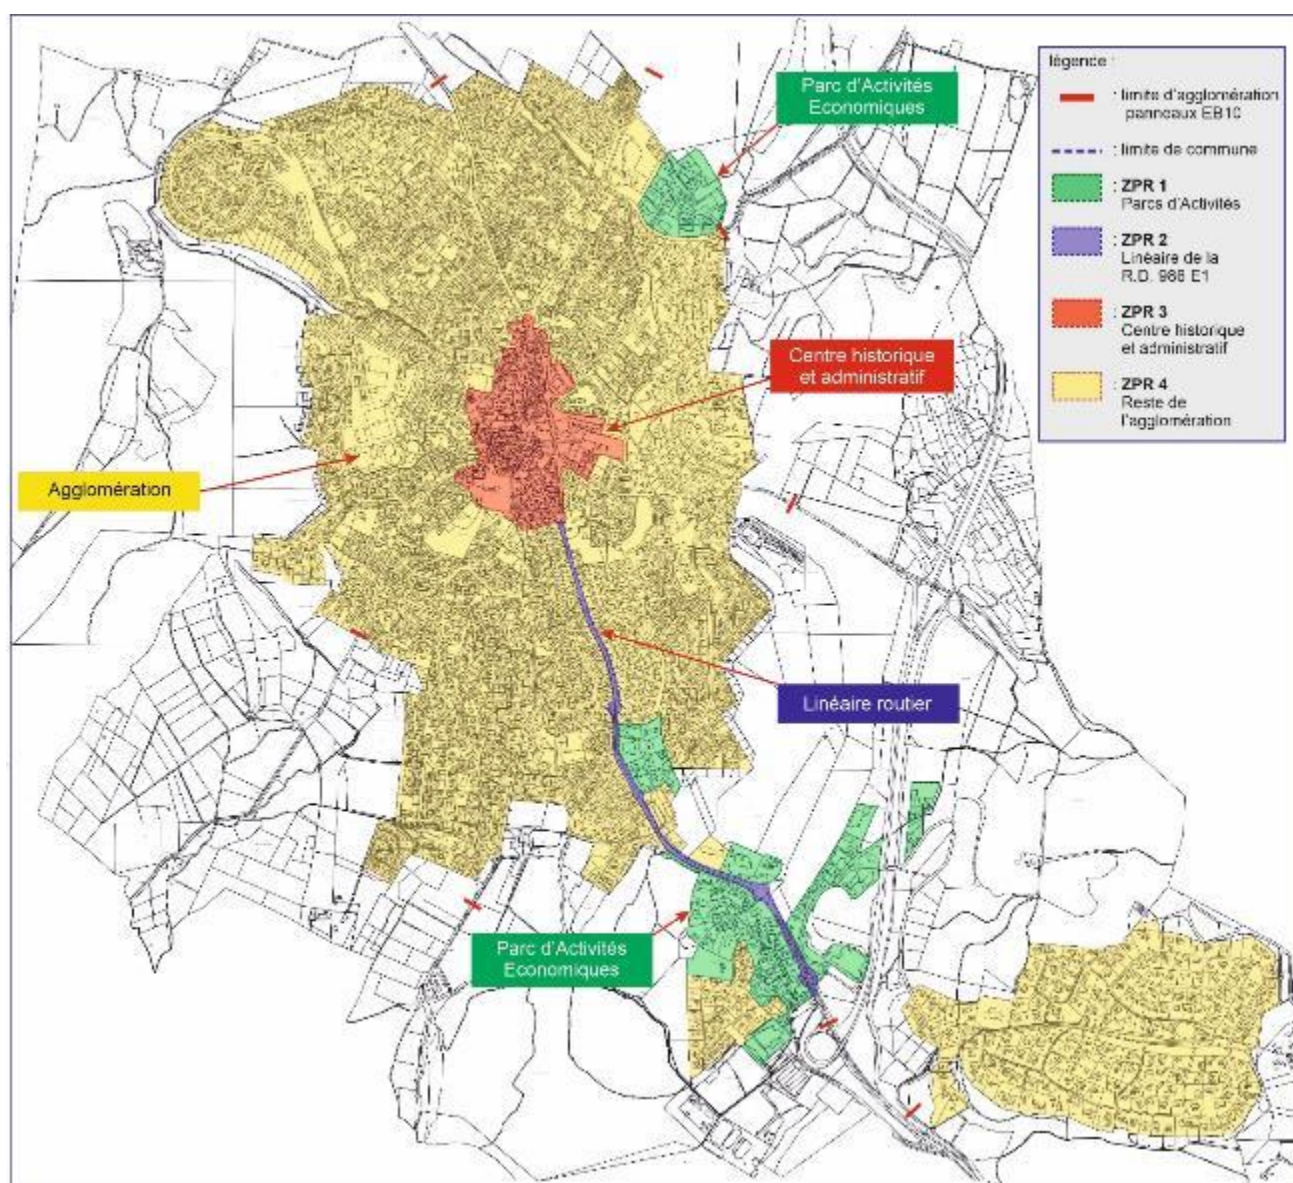 Parc d'Activités
Economiques
légende :
: limite d'agglomération
panneaux EB10
: limite de commune
: ZPR 1
Parcs d'Activités
: ZPR 2
Linéaire de la
R.D. 986 E1
: ZPR 3
Centre historique
et administratif
: ZPR 4
Reste de
l'agglomération
Centre historique
et administratif
Agglomération
Linéaire routier
Parc d'Activités
Economiques